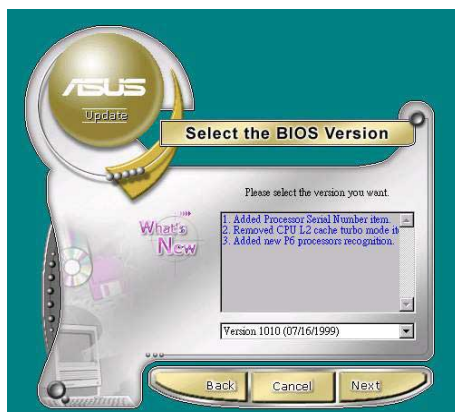 ASUS
Update
Select the BIOS Version
Please select the version you want.
What's
New
1. Added Processor Serial Number item.
2. Removed CPU L2 cache turbo mode it
3. Added new P6 processors recognition.
Version 1010 (07/16/1999)
Back
Cancel
Next